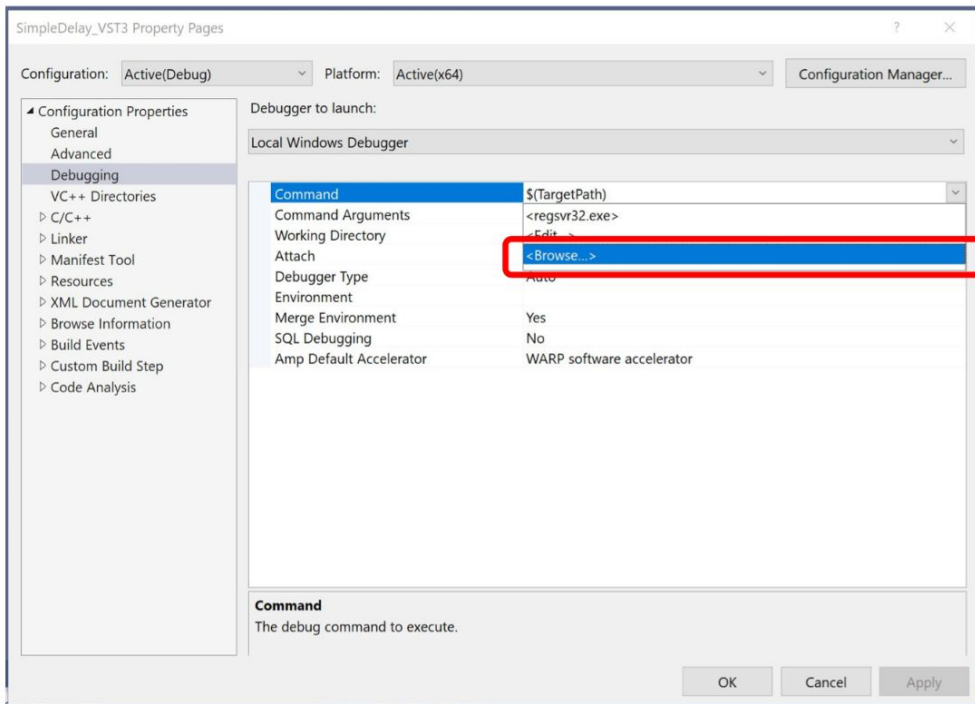 SimpleDelay_VST3 Property Pages
Configuration: Active(Debug) Platform: Active(x64) Configuration Manager...
Configuration Properties
General
Advanced
Debugging
VC++ Directories
C/C++
Linker
Manifest Tool
Resources
XML Document Generator
Browse Information
Build Events
Custom Build Step
Code Analysis
Debugger to launch:
Local Windows Debugger
Command $(TargetPath)
Command Arguments <regsvr32.exe>
Working Directory <Edit...>
Attach <Browse...>
Debugger Type Auto
Environment
Merge Environment Yes
SQL Debugging No
Amp Default Accelerator WARP software accelerator
Command
The debug command to execute.
OK Cancel Apply